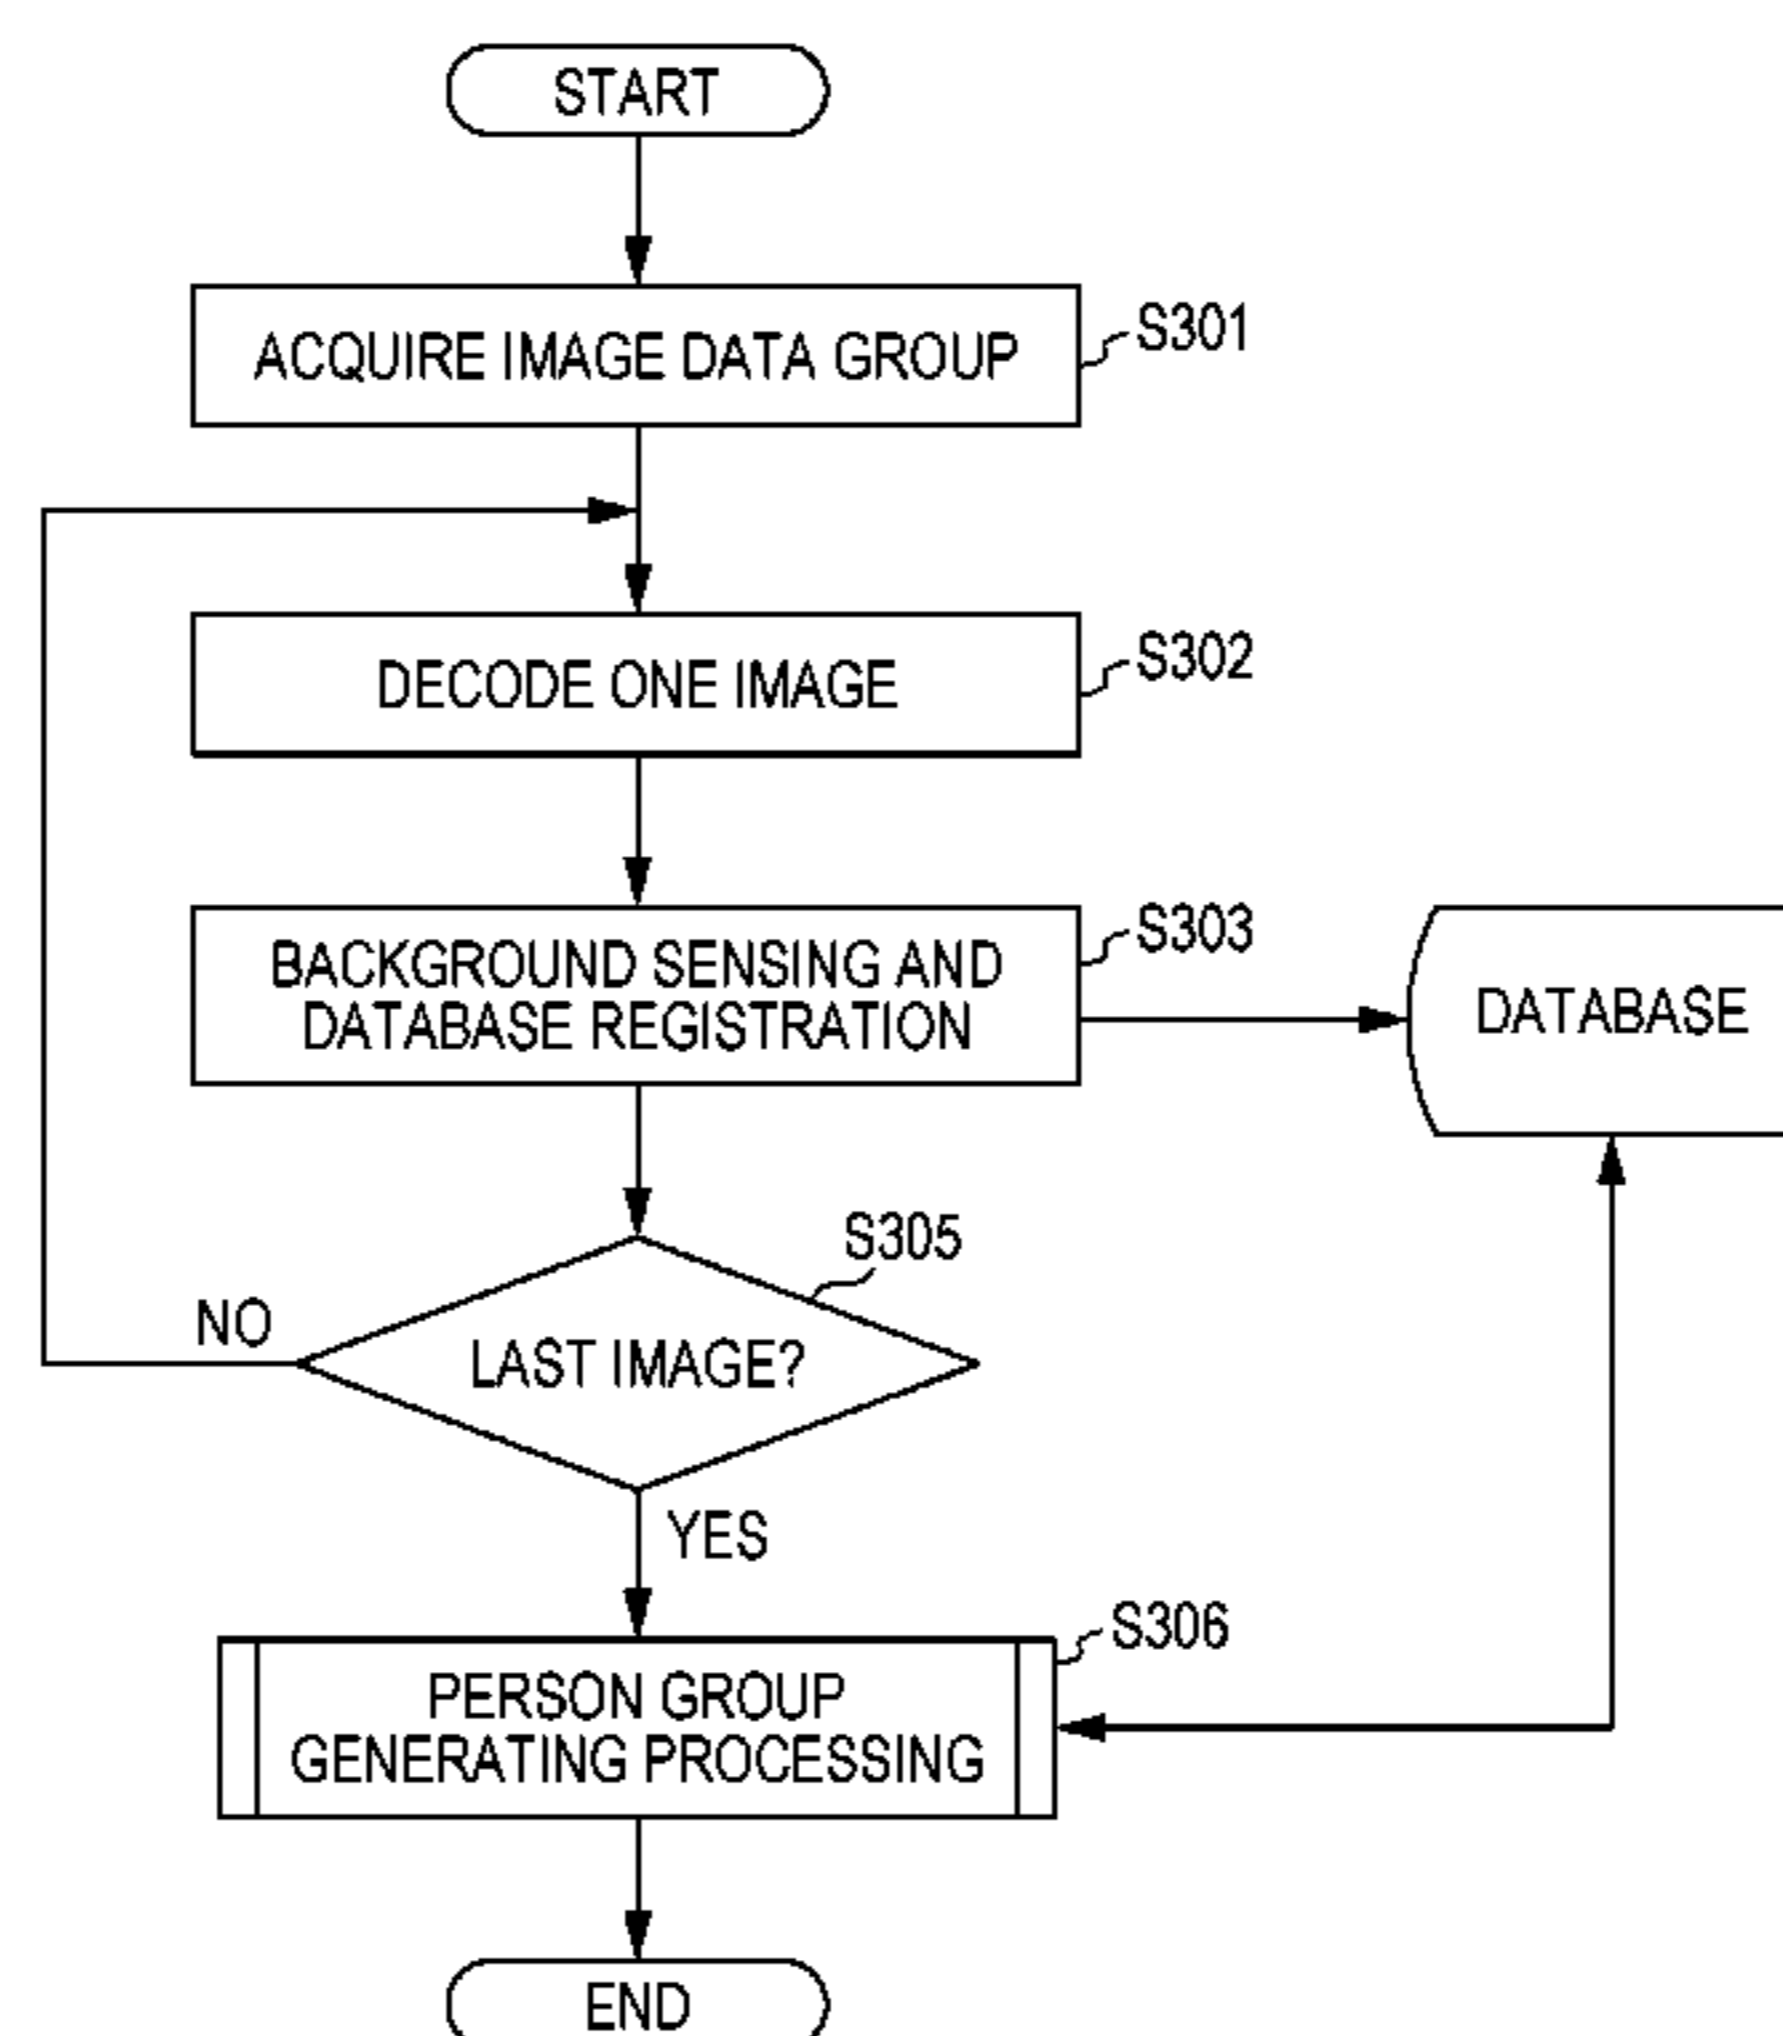 START
ACQUIRE IMAGE DATA GROUP
S301
DECODE ONE IMAGE
S302
BACKGROUND SENSING AND
DATABASE REGISTRATION
S303
DATABASE
S305
LAST IMAGE?
NO
YES
S306
PERSON GROUP
GENERATING PROCESSING
END